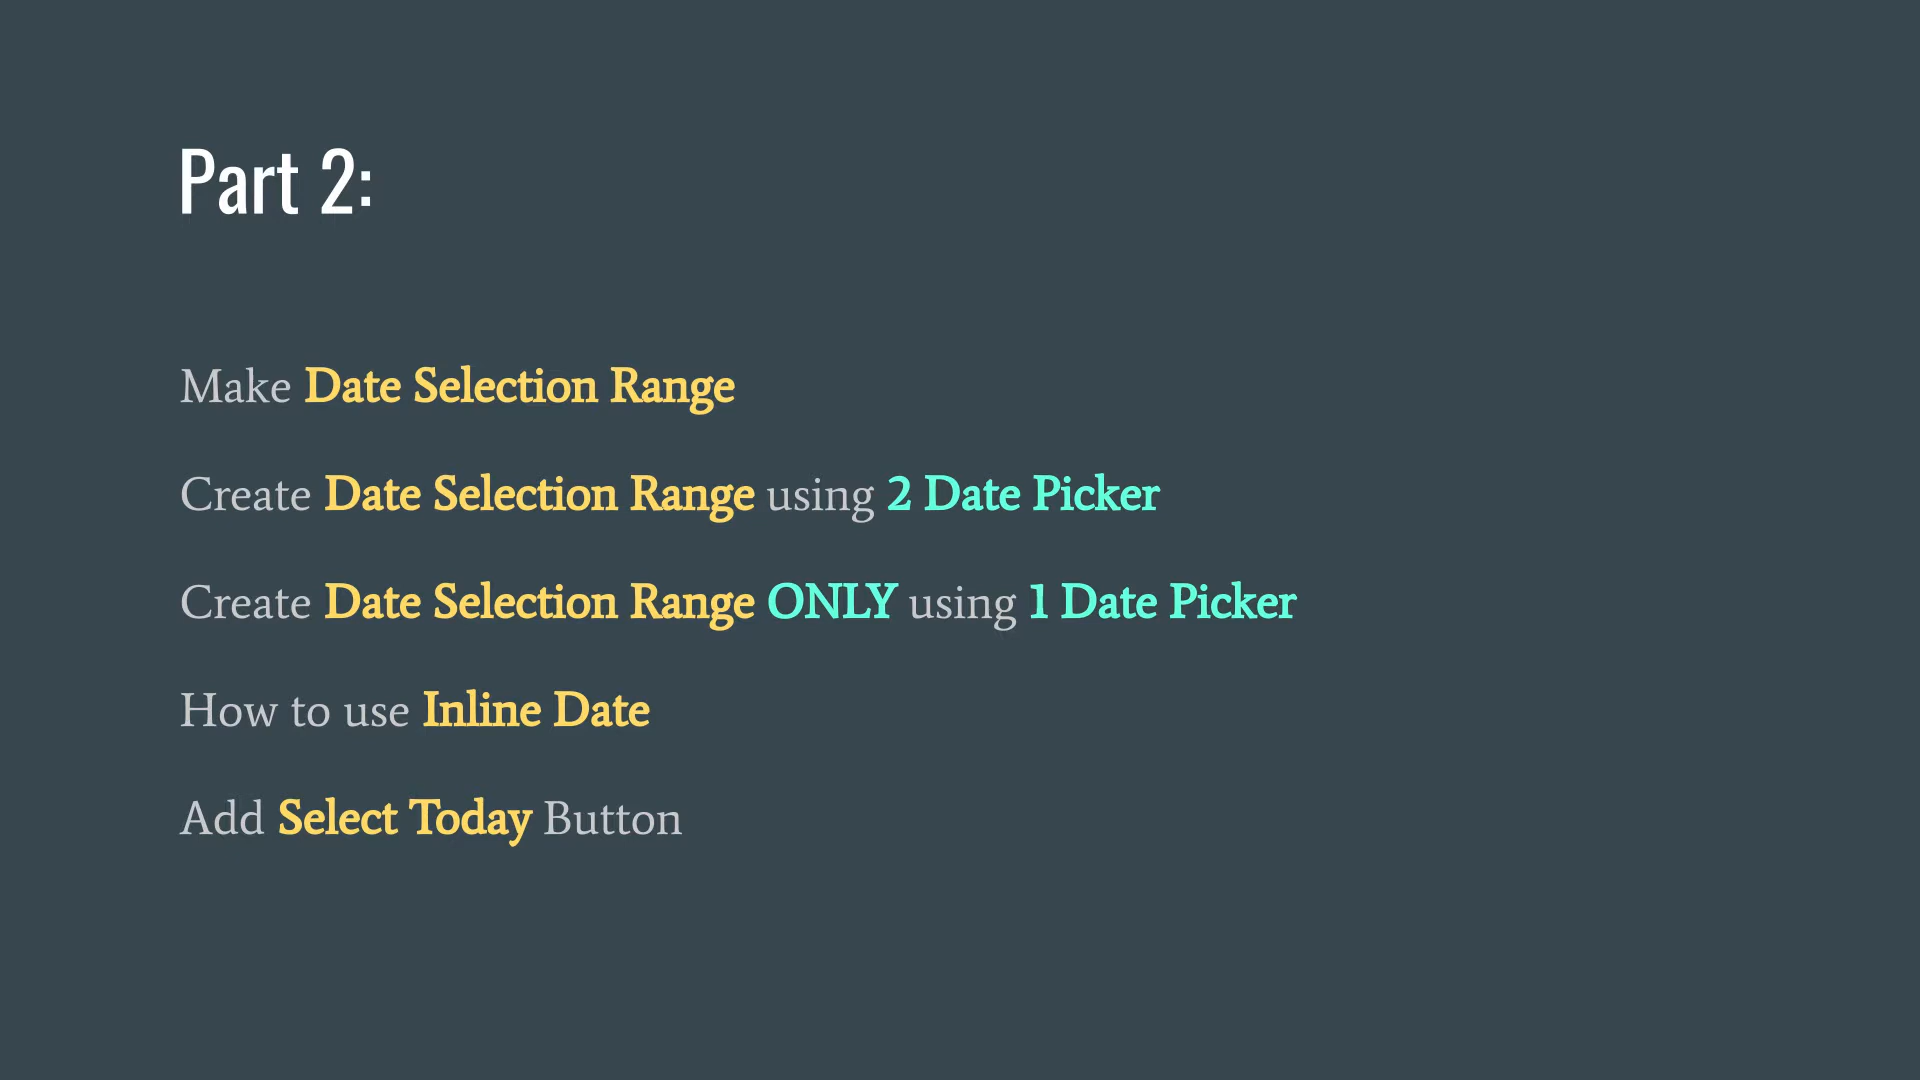 Part 2:
Make Date Selection Range
Create Date Selection Range using 2 Date Picker
Create Date Selection Range ONLY using 1 Date Picker
How to use Inline Date
Add Select Today Button